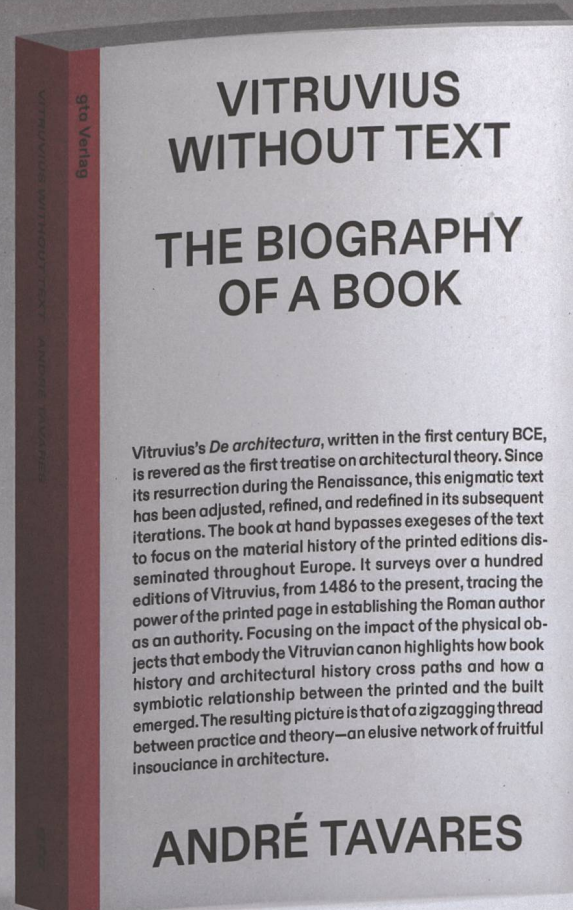 VITRUVIUS
WITHOUT TEXT
THE BIOGRAPHY
OF A BOOK
Vitruvius's De architectura, written in the first century BCE,
is revered as the first treatise on architectural theory. Since
its resurrection during the Renaissance, this enigmatic text
has been adjusted, refined, and redefined in its subsequent
iterations. The book at hand bypasses exegeses of the text
to focus on the material history of the printed editions dis-
seminated throughout Europe. It surveys over a hundred
editions of Vitruvius, from 1486 to the present, tracing the
power of the printed page in establishing the Roman author
as an authority. Focusing on the impact of the physical ob-
jects that embody the Vitruvian canon highlights how book
history and architectural history cross paths and how a
symbiotic relationship between the printed and the built
emerged. The resulting picture is that of a zigzagging thread
between practice and theory—an elusive network of fruitful
insouciance in architecture.
ANDRÉ TAVARES
gta Verlag
VITRUVIUS WITHOUT TEXT ANDRÉ TAVARES